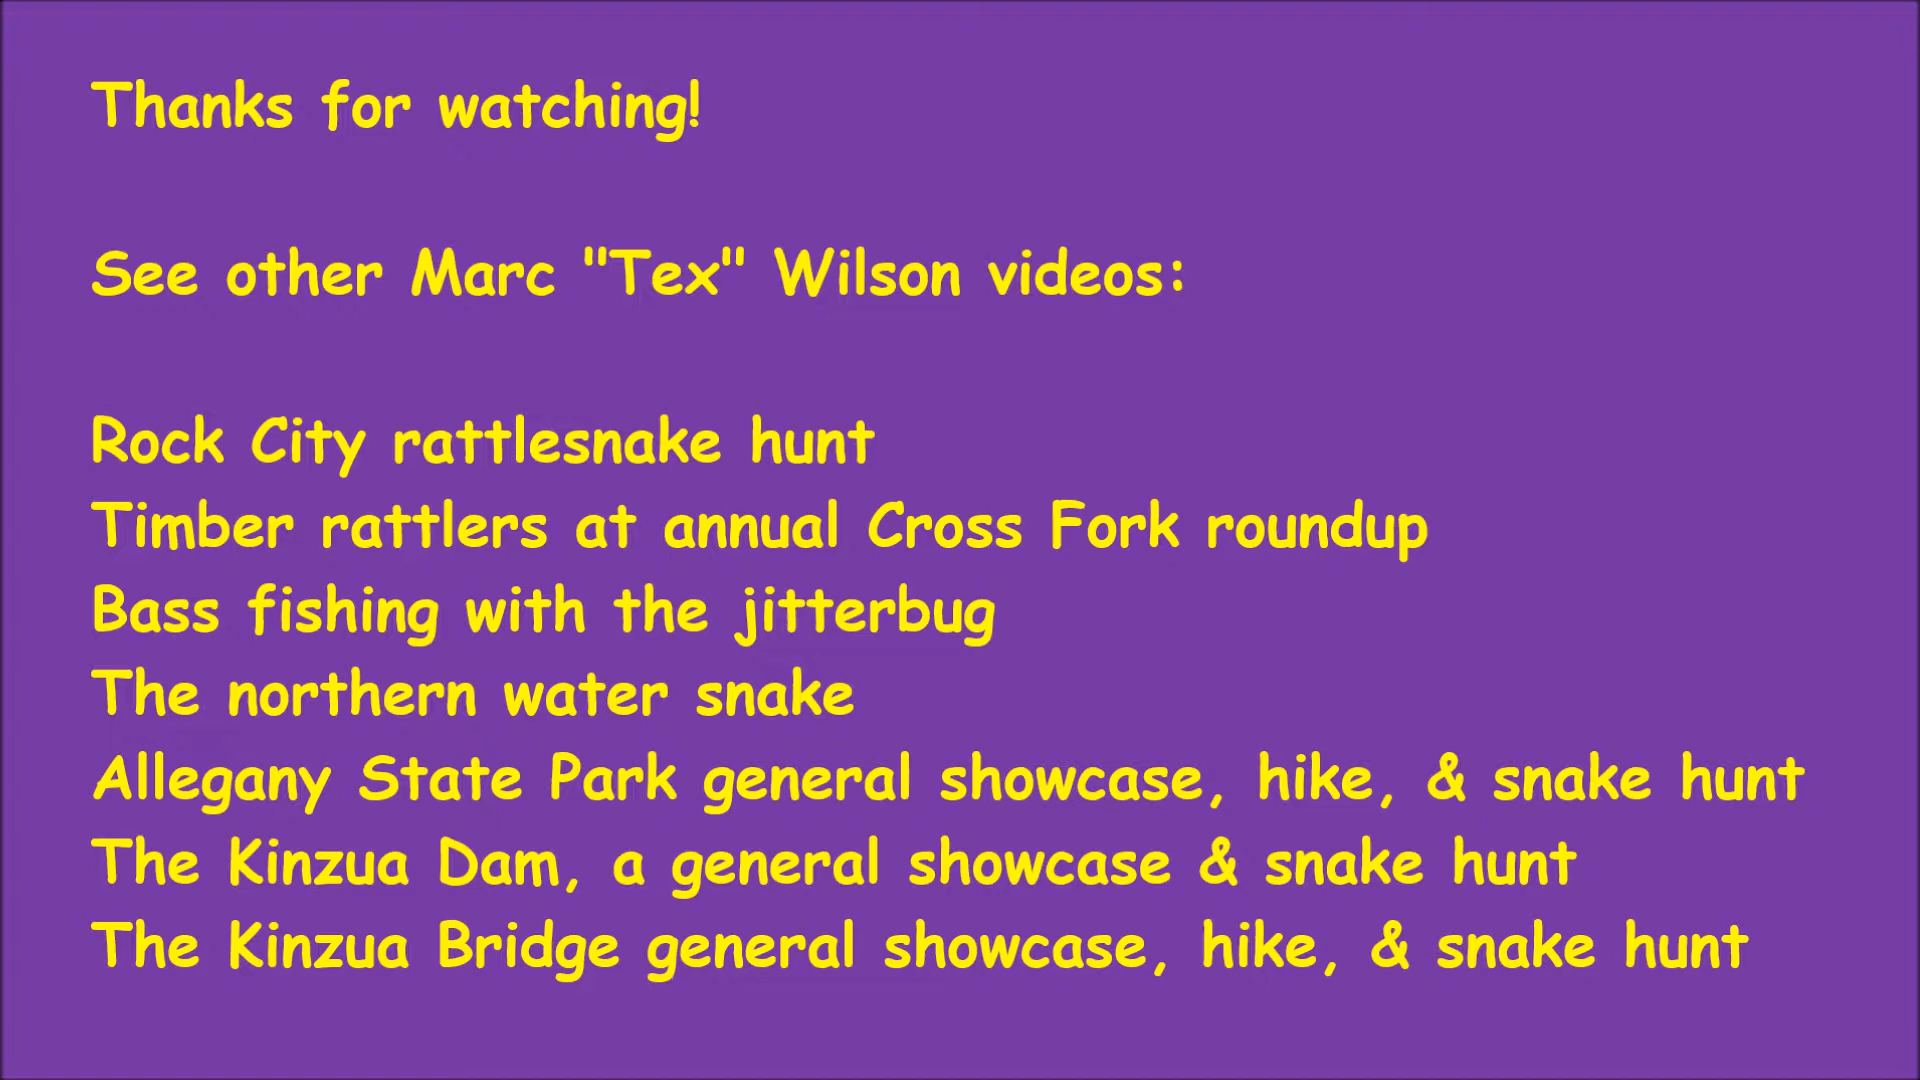 Thanks for watching!
See other Marc "Tex" Wilson videos:
Rock City rattlesnake hunt
Timber rattlers at annual Cross Fork roundup
Bass fishing with the jitterbug
The northern water snake
Allegany State Park general showcase, hike, & snake hunt
The Kinzua Dam, a general showcase & snake hunt
The Kinzua Bridge general showcase, hike, & snake hunt